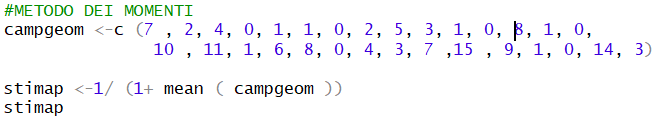 #METODO DEI MOMENTI
campgeom <-c (7 , 2, 4, 0, 1, 1, 0, 2, 5, 3, 1, 0, 8, 1, 0,
10 , 11, 1, 6, 8, 0, 4, 3, 7 ,15 , 9, 1, 0, 14, 3)
stimap <-1/ (1+ mean ( campgeom ))
stimap